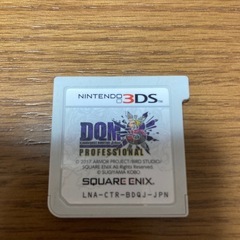 NINTENDO 3DS
DQM
PROFESSIONAL
© 2017 ARMOR PROJECT/BIRD STUDIO/
SQUARE ENIX All Rights Reserved.
© SUGIYAMA KOBO
SQUARE ENIX.
LNA-CTR-BDQJ-JPN